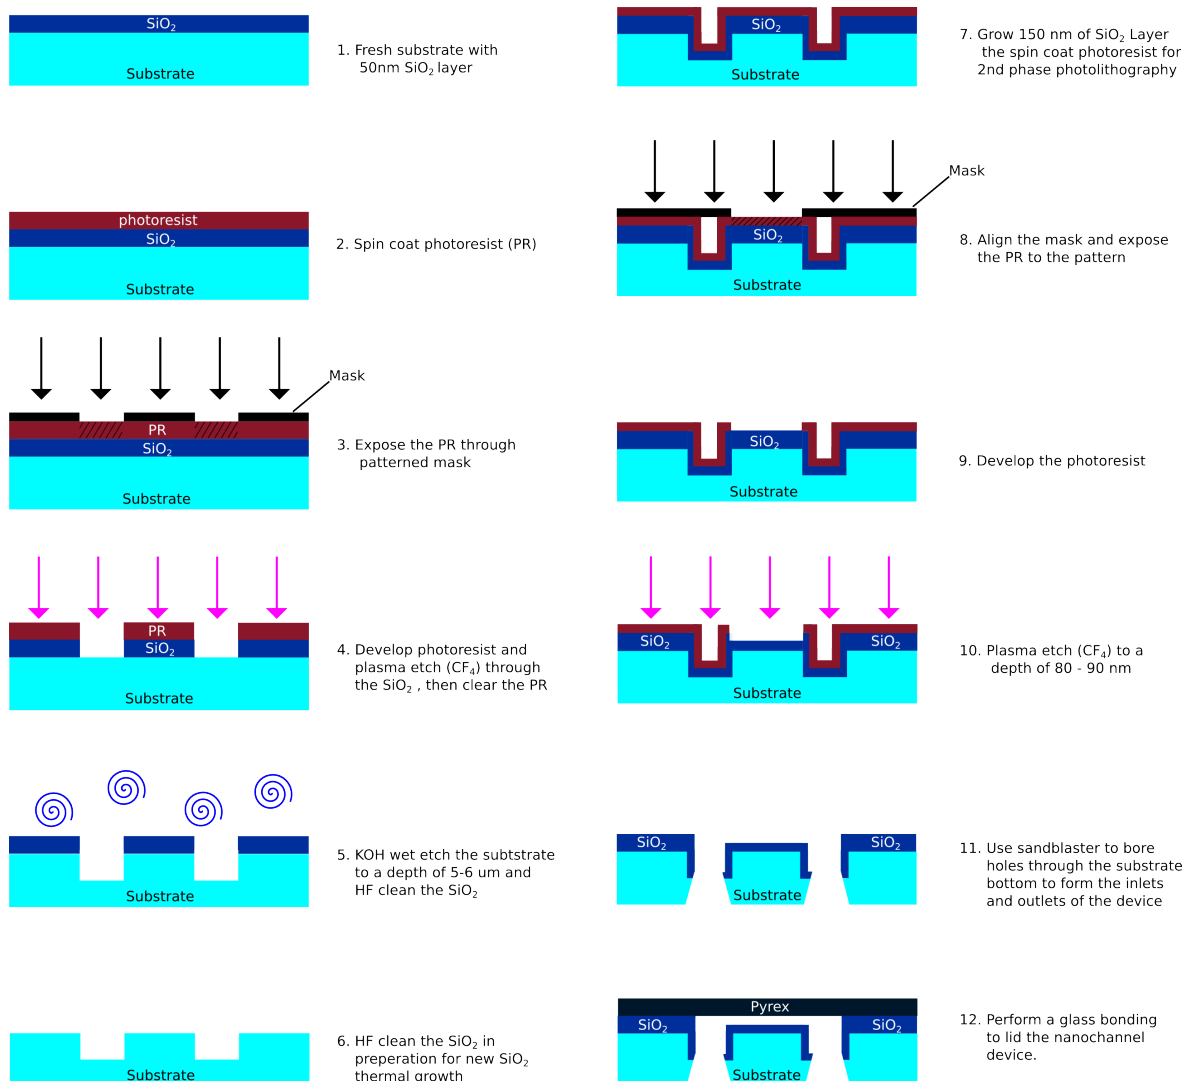 SiO₂
Substrate
1. Fresh substrate with
50nm SiO₂ layer
photoresist
SiO₂
Substrate
2. Spin coat photoresist (PR)
Mask
PR
SiO₂
Substrate
3. Expose the PR through
patterned mask
PR
SiO₂
Substrate
4. Develop photoresist and
plasma etch (CF₄) through
the SiO₂ , then clear the PR
Substrate
5. KOH wet etch the subtstrate
to a depth of 5-6 um and
HF clean the SiO₂
Substrate
6. HF clean the SiO₂ in
preperation for new SiO₂
thermal growth
SiO₂
Substrate
7. Grow 150 nm of SiO₂ Layer
the spin coat photoresist for
2nd phase photolithography
Mask
SiO₂
Substrate
8. Align the mask and expose
the PR to the pattern
SiO₂
Substrate
9. Develop the photoresist
SiO₂
SiO₂
Substrate
10. Plasma etch (CF₄) to a
depth of 80 - 90 nm
SiO₂
SiO₂
Substrate
11. Use sandblaster to bore
holes through the substrate
bottom to form the inlets
and outlets of the device
Pyrex
SiO₂
SiO₂
Substrate
12. Perform a glass bonding
to lid the nanochannel
device.